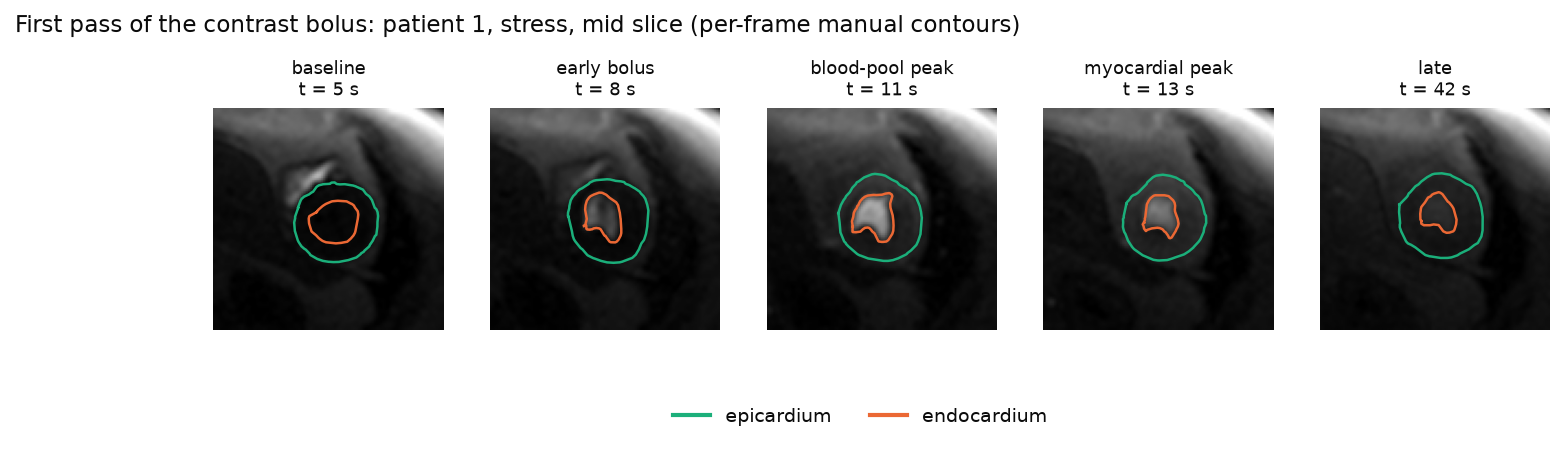 First pass of the contrast bolus: patient 1, stress, mid slice (per-frame manual contours)
baseline
t = 5 s
early bolus
t = 8 s
blood-pool peak
t = 11 s
myocardial peak
t = 13 s
late
t = 42 s
epicardium
endocardium